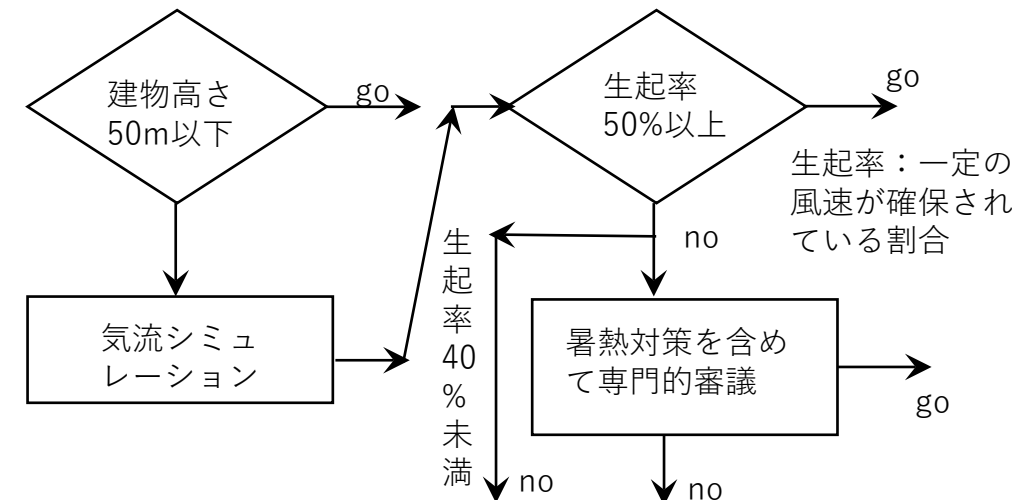 建物高さ
50m以下
go
気流シミュ
レーション
生起率
50%以上
go
生起率：一定の
風速が確保され
ている割合
no
生起率40%未満
no
暑熱対策を含め
て専門的審議
go
no